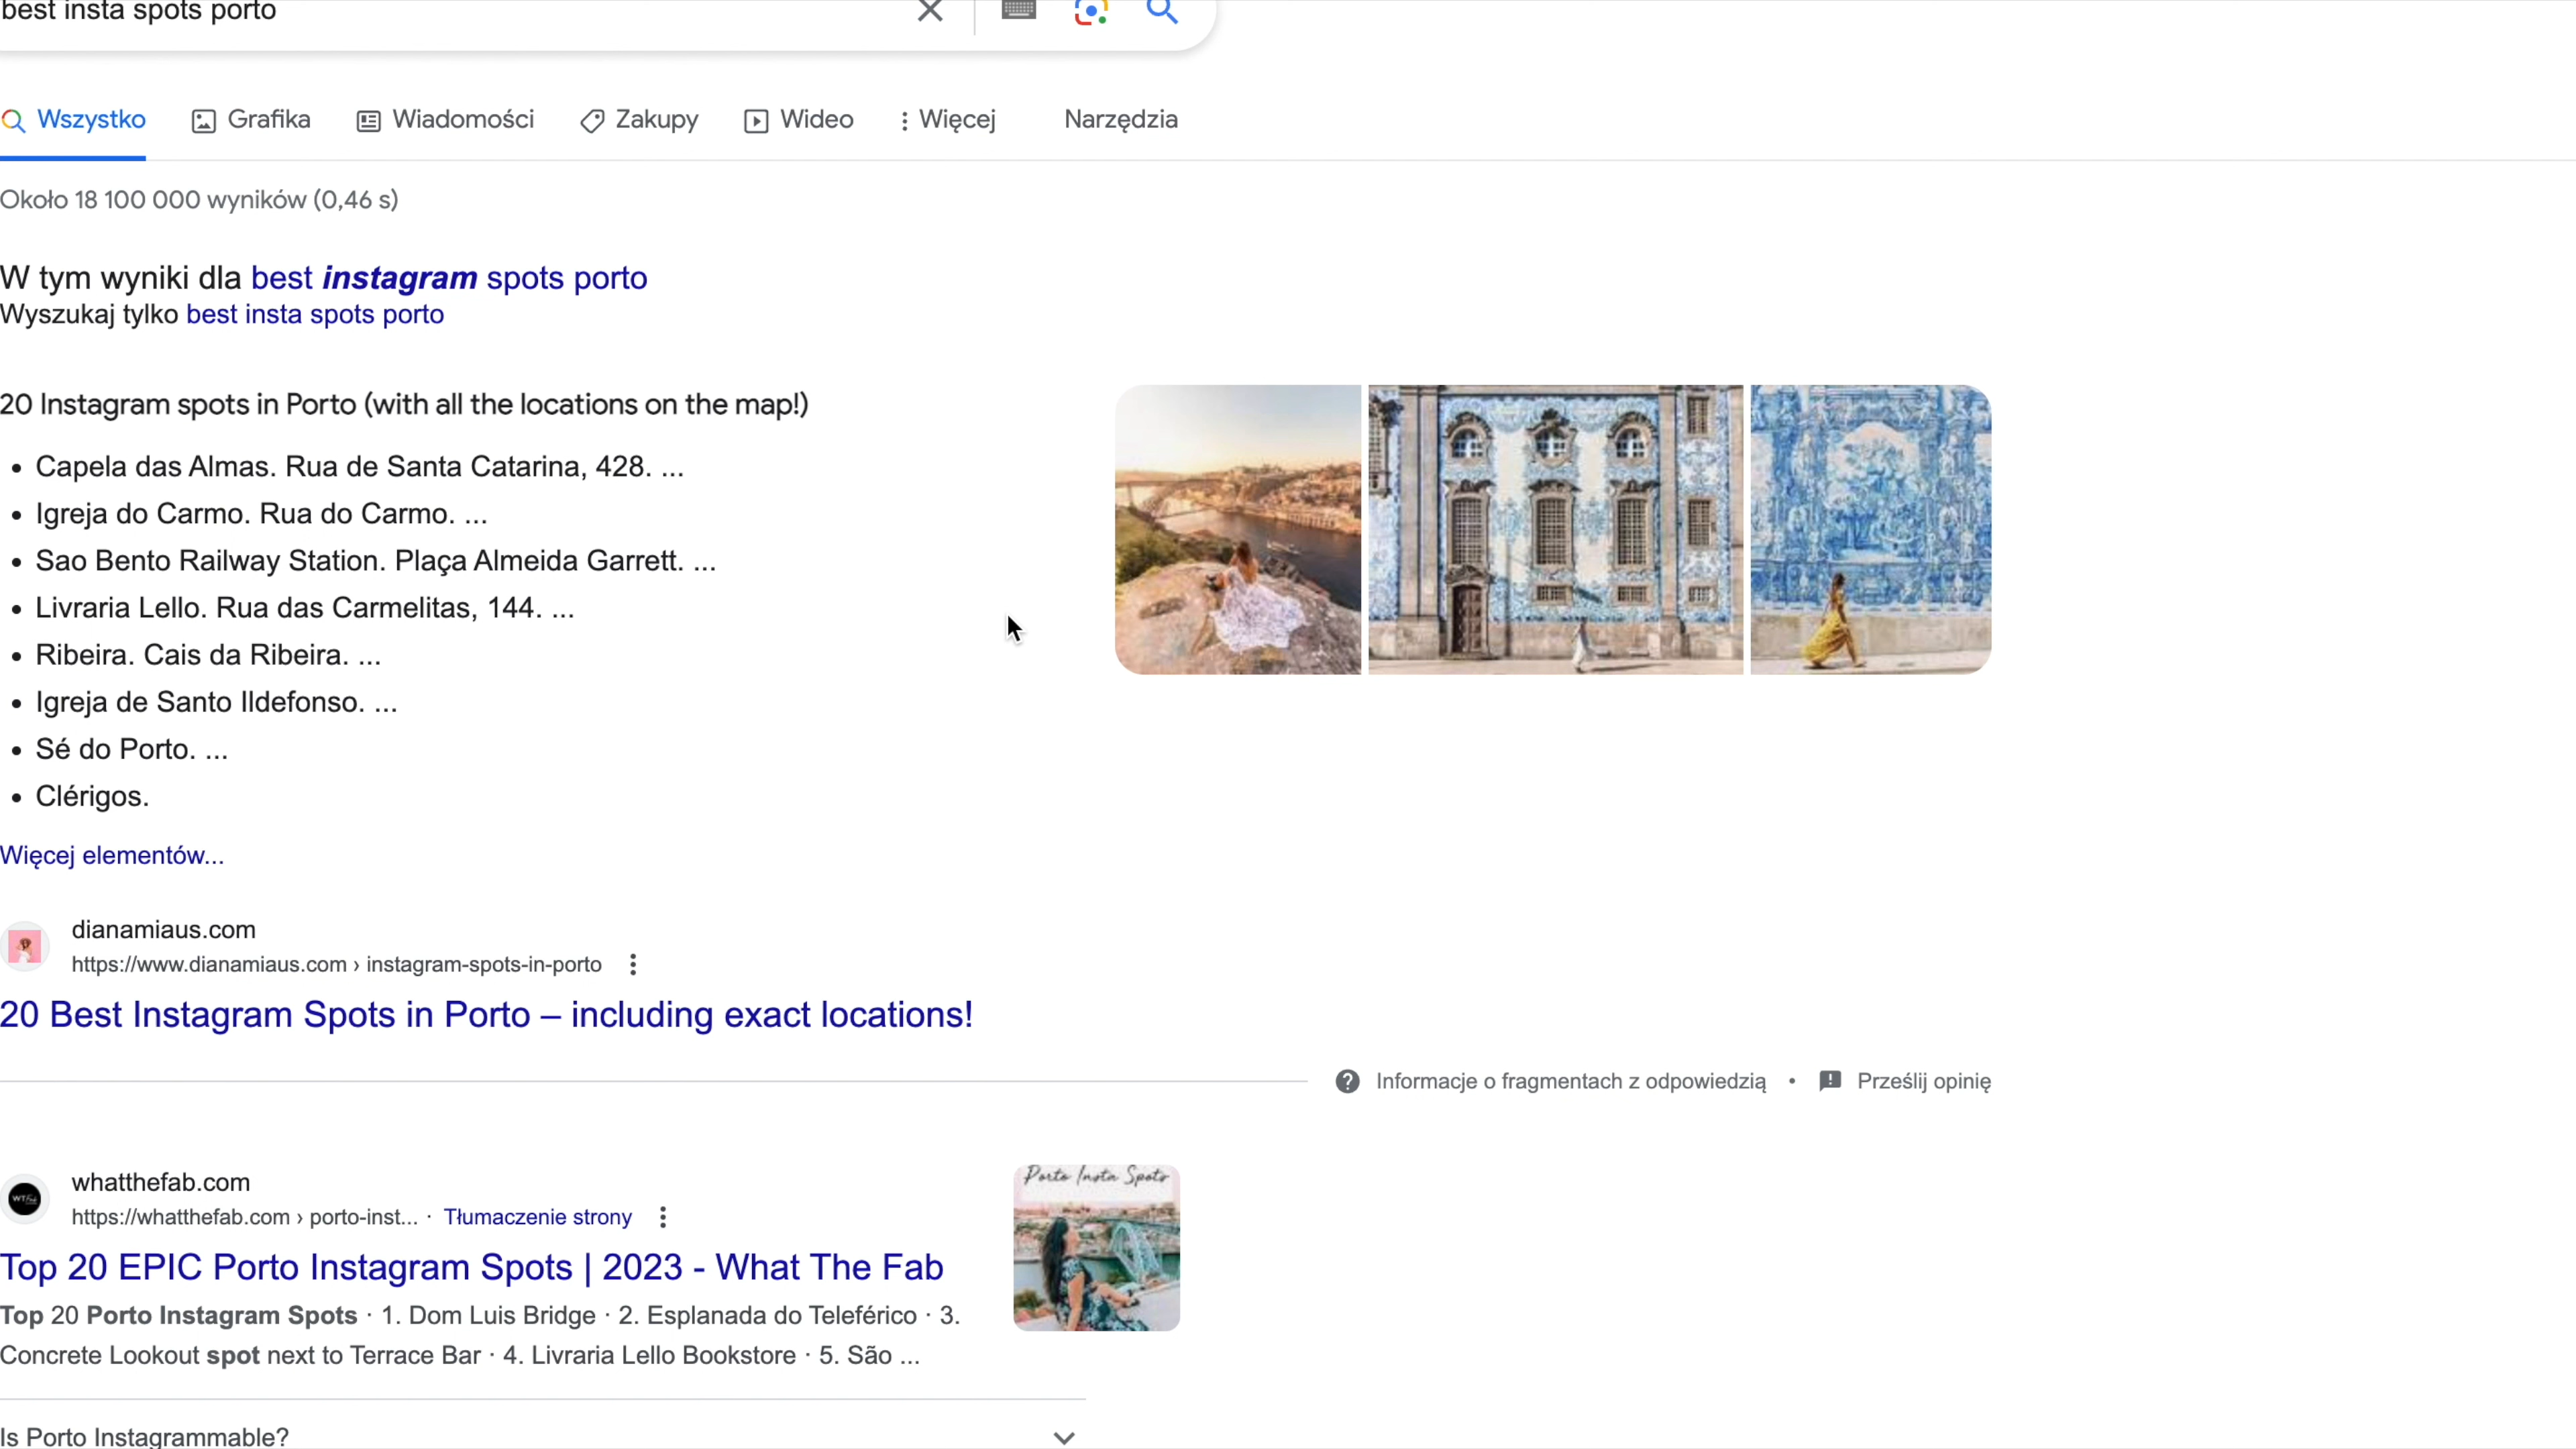 best insta spots porto
Wszystko Grafika Wiadomości Zakupy Wideo Więcej Narzędzia
Około 18 100 000 wyników (0,46 s)
W tym wyniki dla best instagram spots porto
Wyszukaj tylko best insta spots porto
20 Instagram spots in Porto (with all the locations on the map!)
• Capela das Almas. Rua de Santa Catarina, 428. ...
• Igreja do Carmo. Rua do Carmo. ...
• Sao Bento Railway Station. Plaça Almeida Garrett. ...
• Livraria Lello. Rua das Carmelitas, 144. ...
• Ribeira. Cais da Ribeira. ...
• Igreja de Santo Ildefonso. ...
• Sé do Porto. ...
• Clérigos.
Więcej elementów...
dianamiaus.com
https://www.dianamiaus.com › instagram-spots-in-porto
20 Best Instagram Spots in Porto – including exact locations!
Informacje o fragmentach z odpowiedzią • Prześlij opinię
whatthefab.com
https://whatthefab.com › porto-inst... · Tłumaczenie strony
Top 20 EPIC Porto Instagram Spots | 2023 - What The Fab
Top 20 Porto Instagram Spots · 1. Dom Luis Bridge · 2. Esplanada do Teleférico · 3.
Concrete Lookout spot next to Terrace Bar · 4. Livraria Lello Bookstore · 5. São ...
Porto Insta Spots
Is Porto Instagrammable?